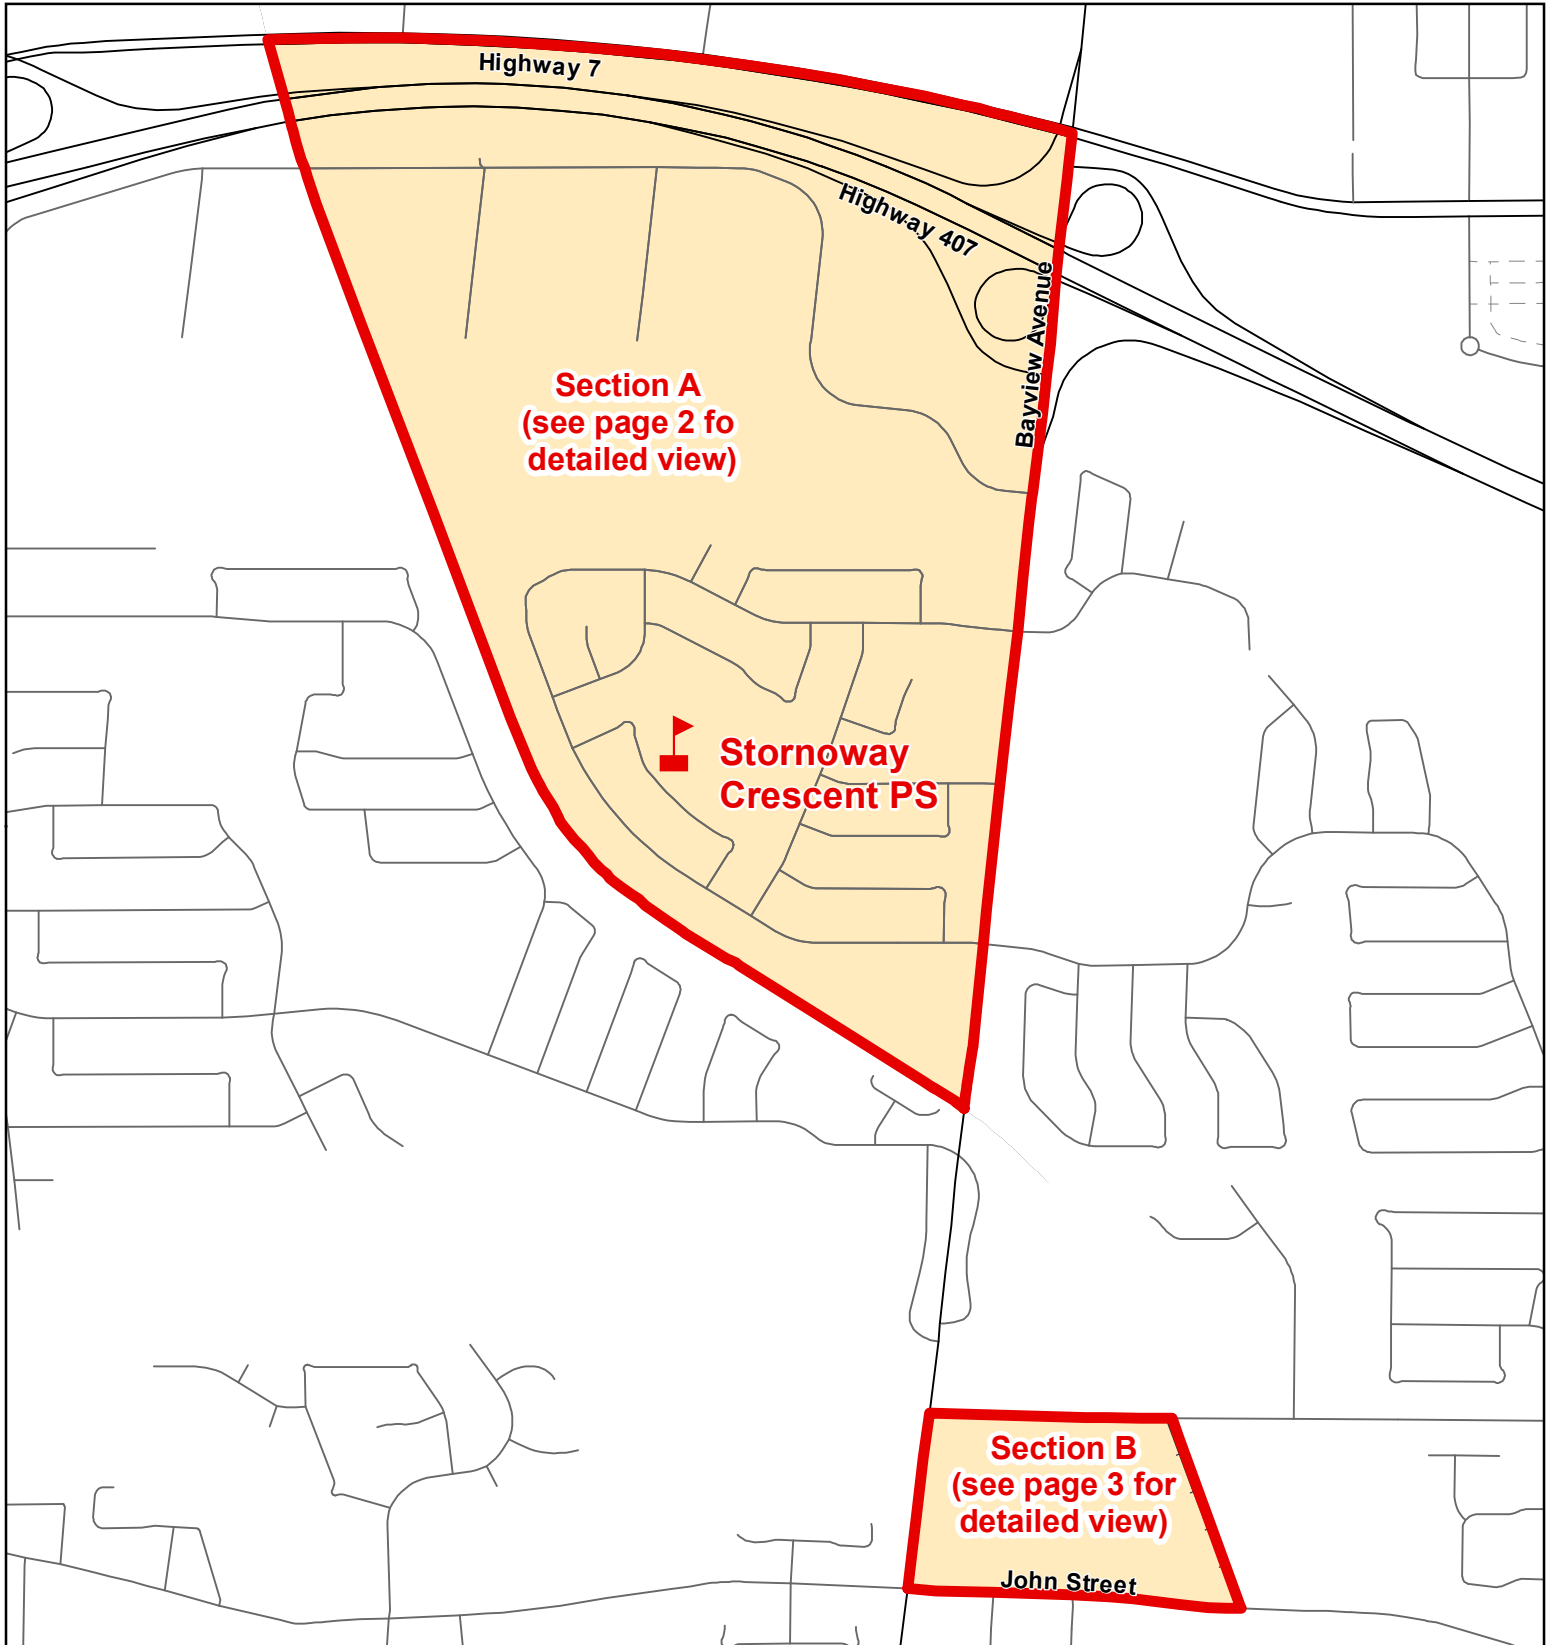 Highway 7
Highway 407
Bayview Avenue
Section A
(see page 2 fo
detailed view)
Stornoway
Crescent PS
Section B
(see page 3 for
detailed view)
John Street